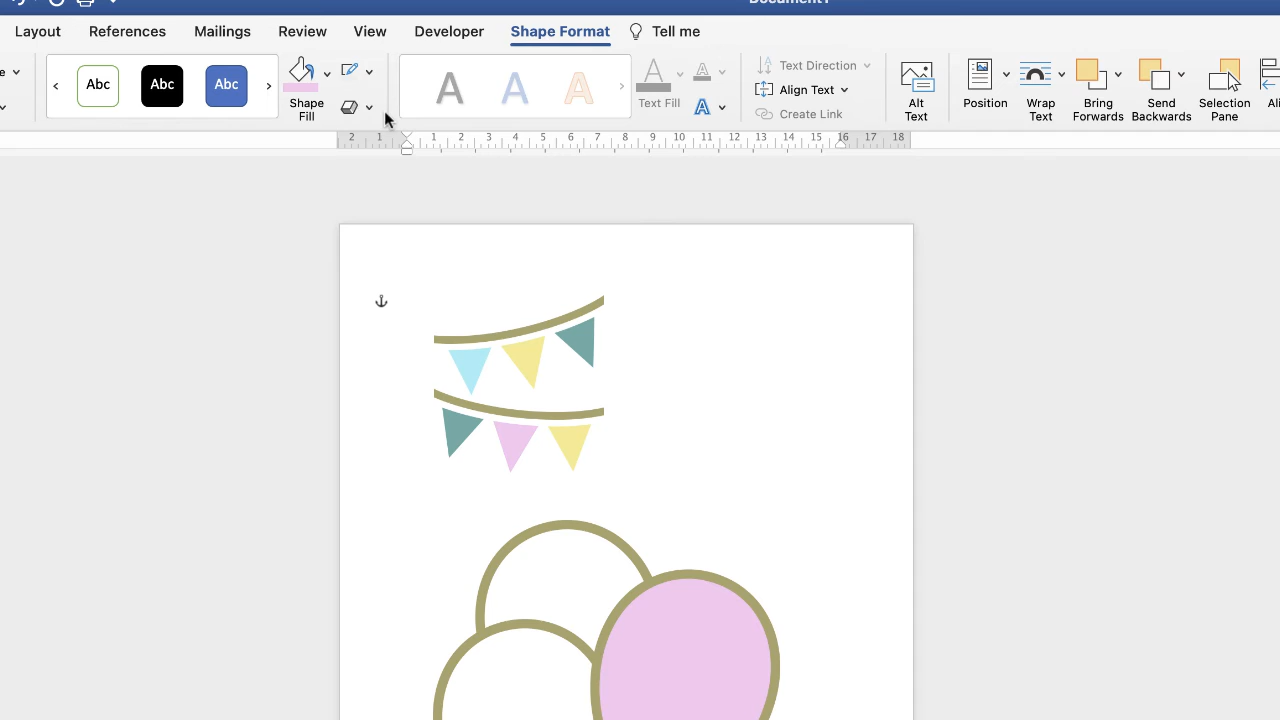 Layout References Mailings Review View Developer Shape Format Tell me
Abc Abc Abc
Shape Fill
A A A
A
Text Fill
A
A
Text Direction
Align Text
Create Link
Alt Text
Position
Wrap Text
Bring Forwards
Send Backwards
Selection Pane
2 1 1 2 3 4 5 6 7 8 9 10 11 12 13 14 15 16 17 18